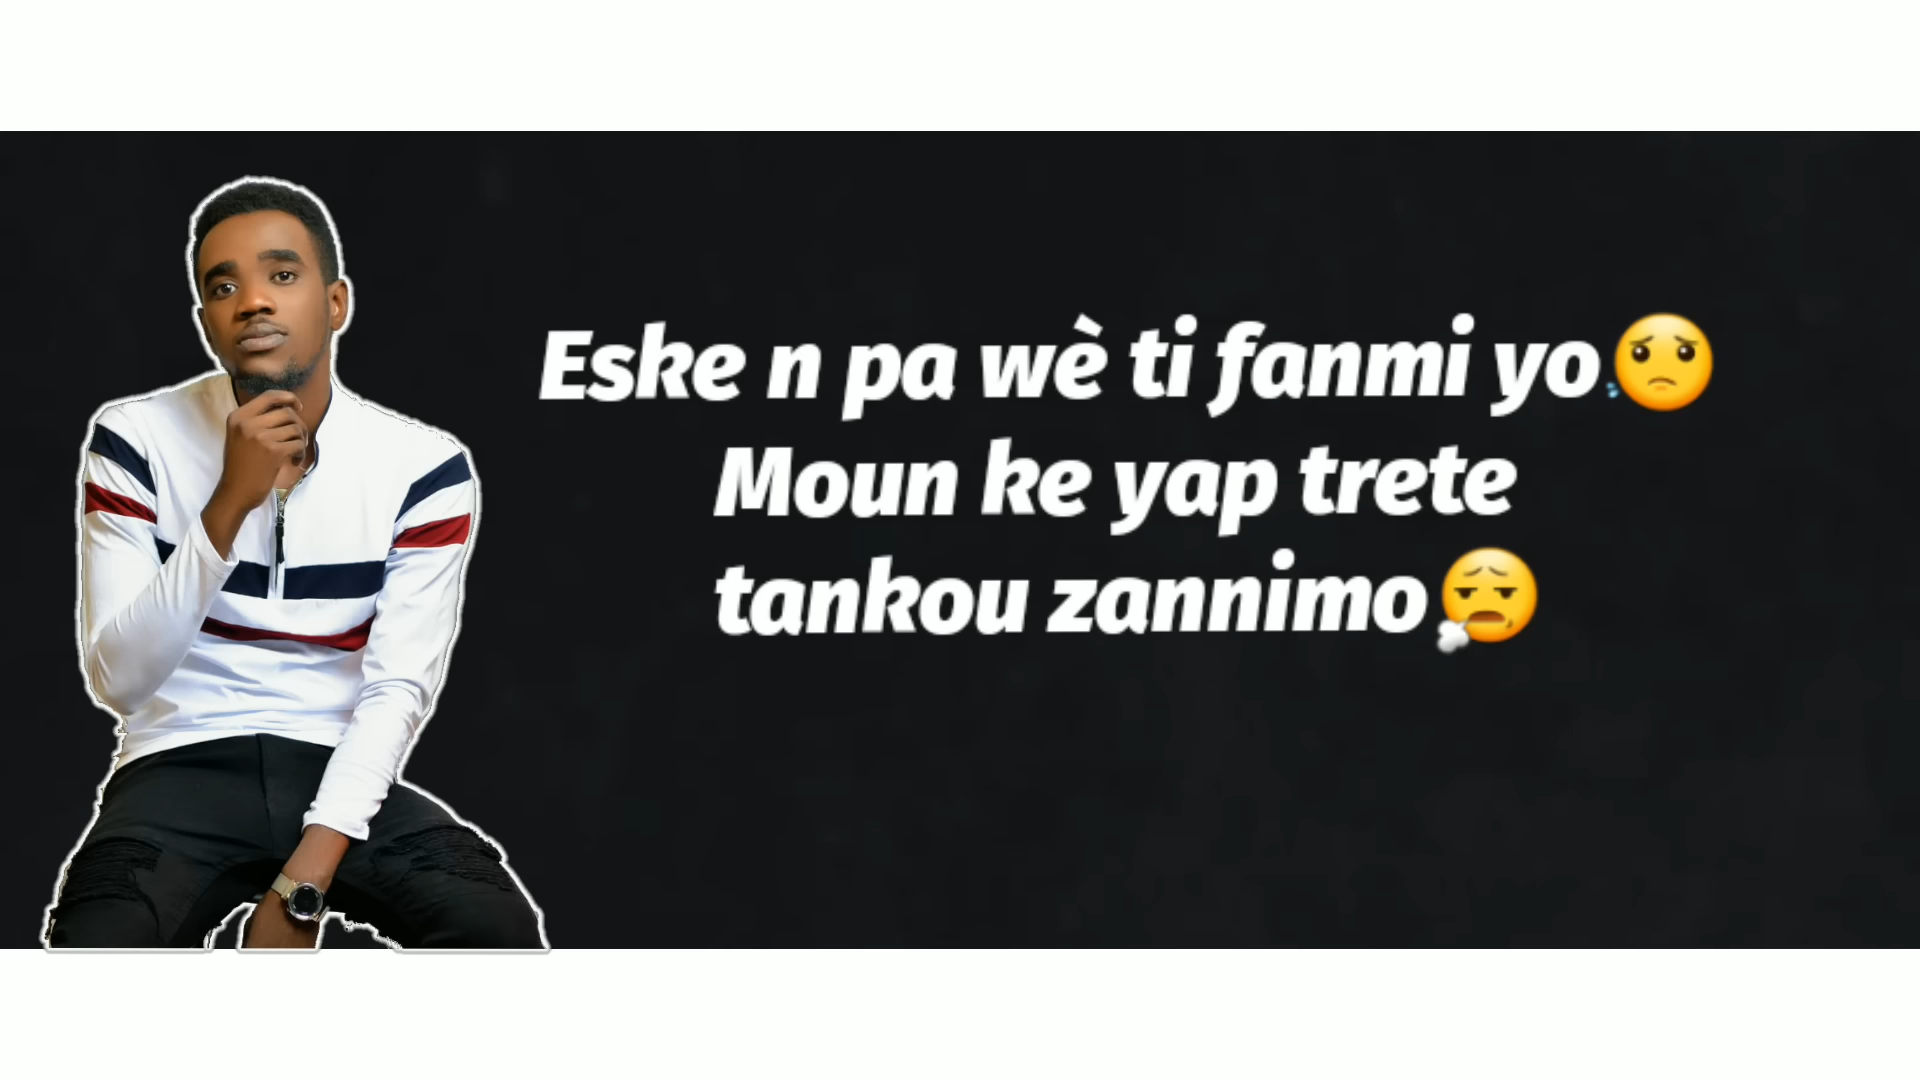 Eske n pa wè ti fanmi yo😟
Moun ke yap trete
tankou zannimo😮‍💨